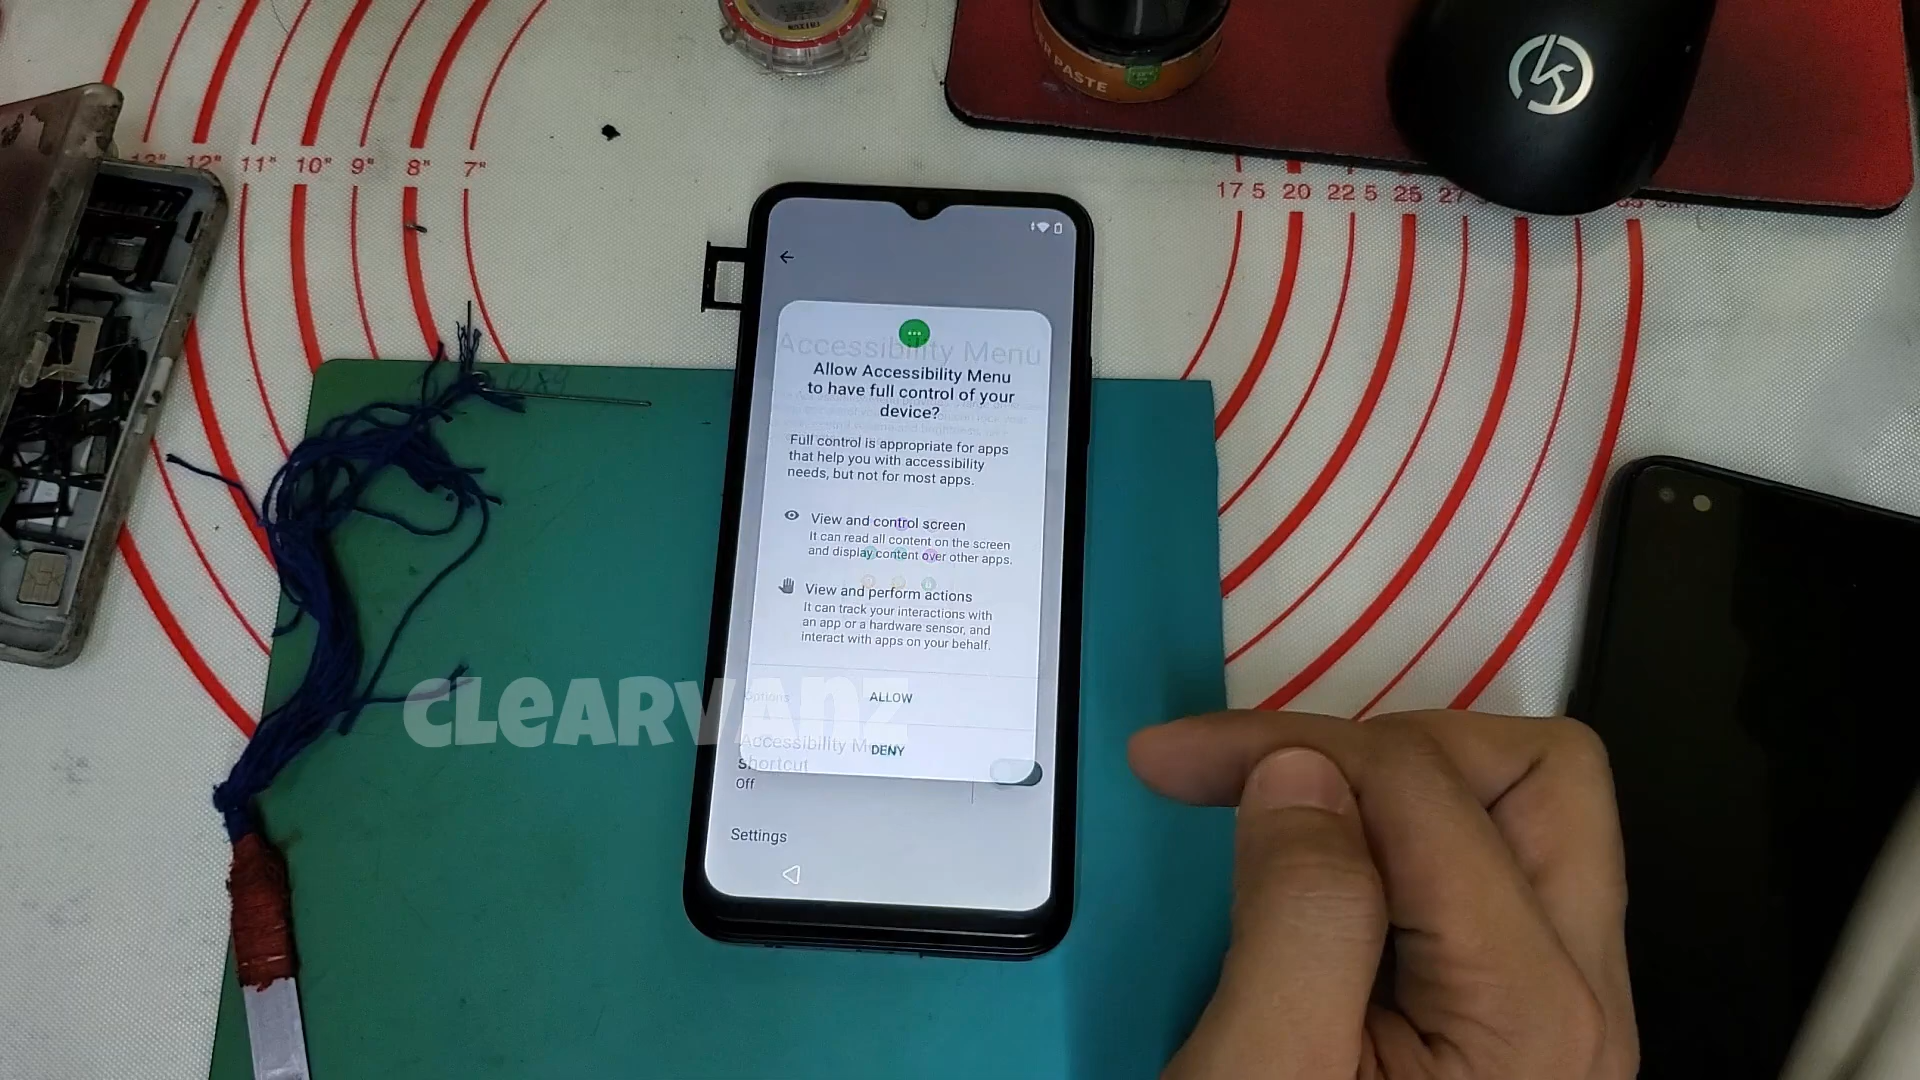 13" 12" 11" 10" 9" 8" 7"
PASTE
17 5 20 22 5 25
Accessibility Menu
Allow Accessibility Menu
to have full control of your
device?
Full control is appropriate for apps
that help you with accessibility
needs, but not for most apps.
View and control screen
It can read all content on the screen
and display content over other apps.
View and perform actions
It can track your interactions with
an app or a hardware sensor, and
interact with apps on your behalf.
Options
ALLOW
CLEARVANZ
Accessibility Menu
DENY
shortcut
Off
Settings